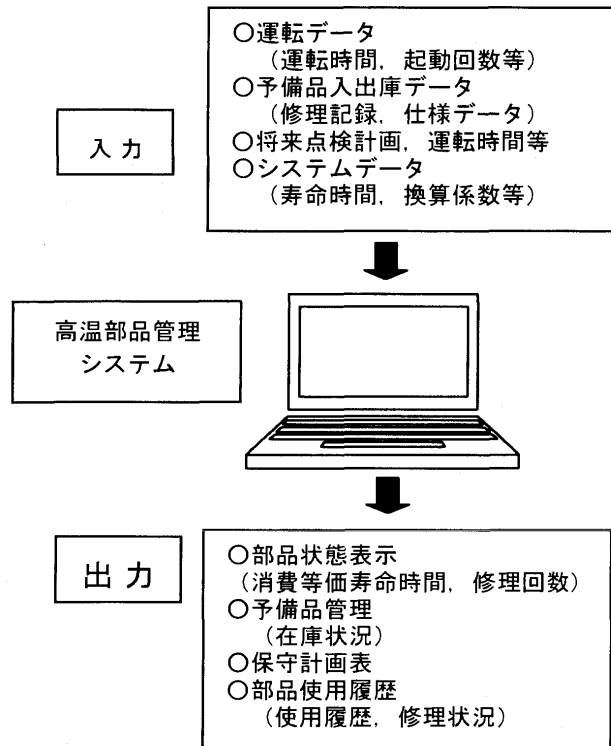 ○運転データ
(運転時間, 起動回数等)
○予備品入出庫データ
(修理記録, 仕様データ)
○将来点検計画, 運転時間等
○システムデータ
(寿命時間, 換算係数等)
入力
高温部品管理
システム
出力
○部品状態表示
(消費等価寿命時間, 修理回数)
○予備品管理
(在庫状況)
○保守計画表
○部品使用履歴
(使用履歴, 修理状況)